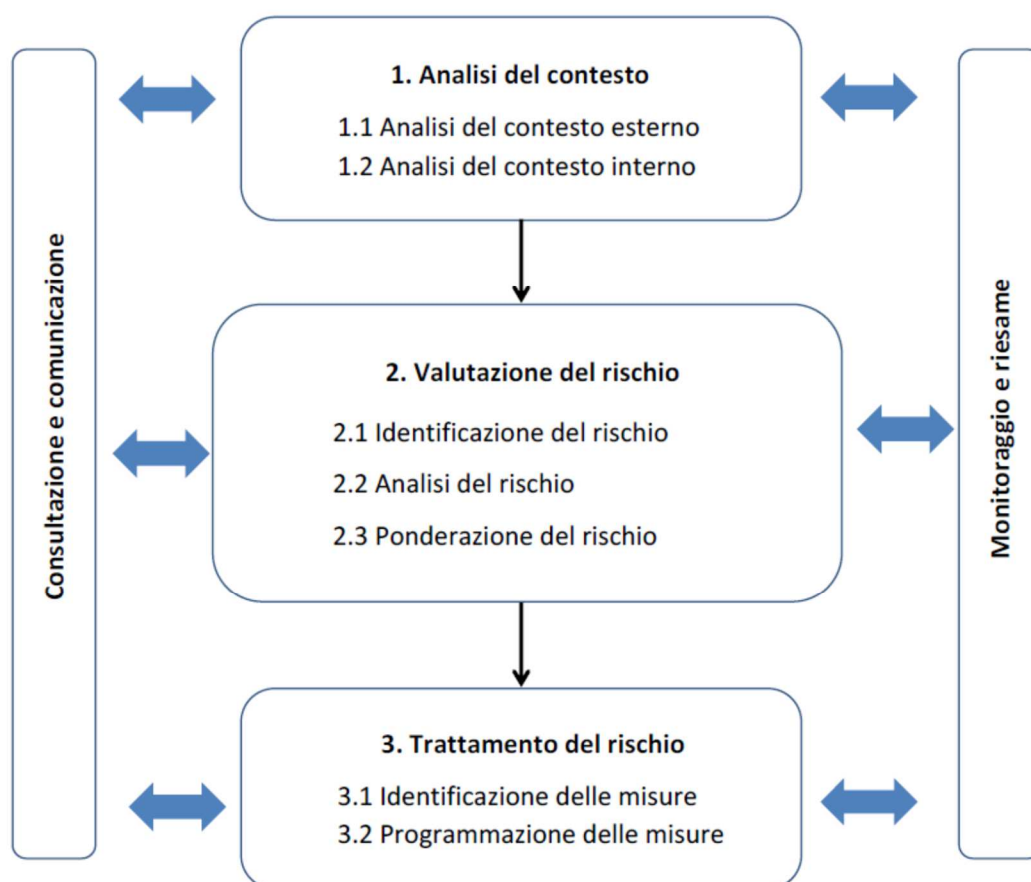 Consultazione e comunicazione
1. Analisi del contesto
1.1 Analisi del contesto esterno
1.2 Analisi del contesto interno
2. Valutazione del rischio
2.1 Identificazione del rischio
2.2 Analisi del rischio
2.3 Ponderazione del rischio
3. Trattamento del rischio
3.1 Identificazione delle misure
3.2 Programmazione delle misure
Monitoraggio e riesame